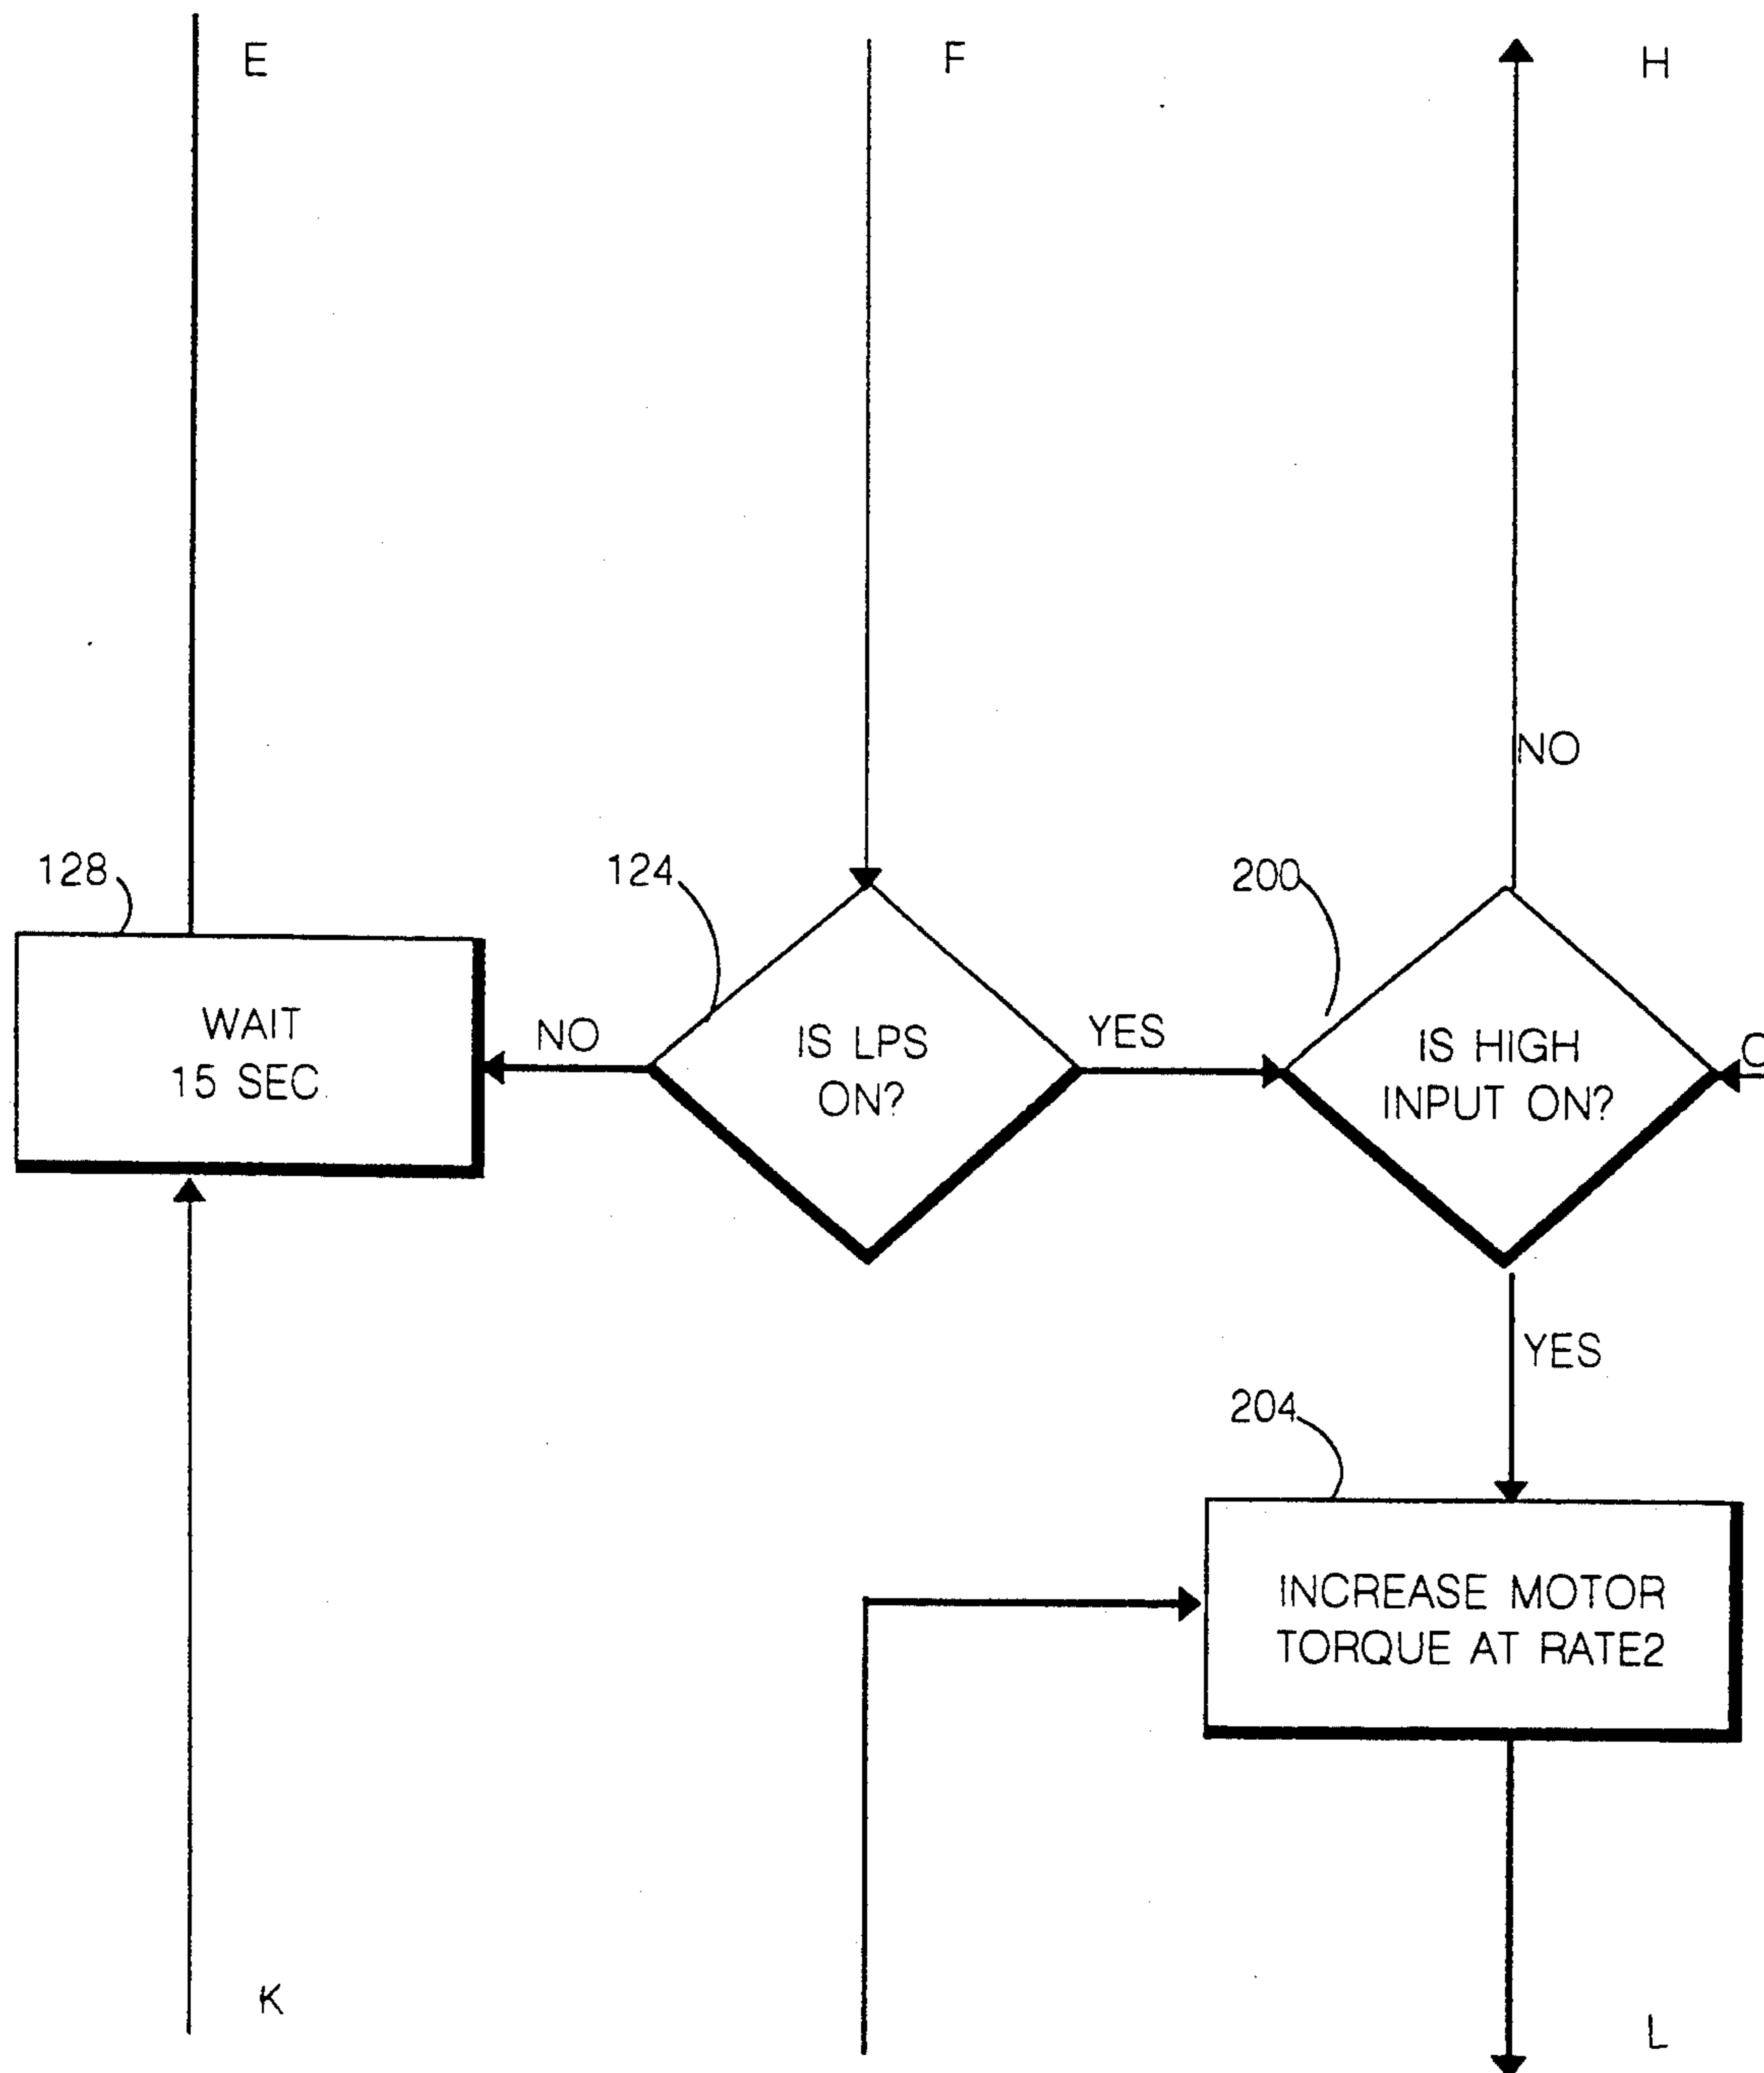 E
F
H
NO
128
124
200
WAIT
15 SEC.
NO
IS LPS
ON?
YES
IS HIGH
INPUT ON?
YES
204
INCREASE MOTOR
TORQUE AT RATE2
K
L